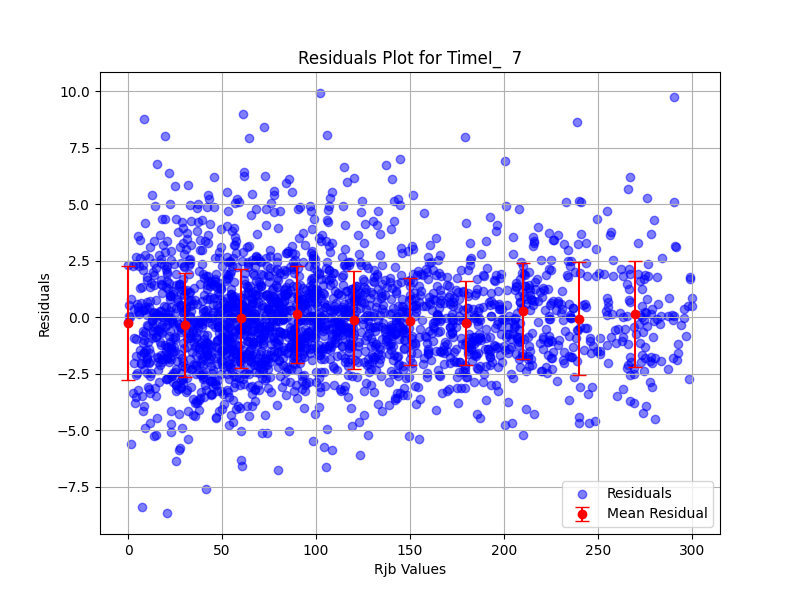 Residuals Plot for TimeI_  7
10.0
7.5
5.0
2.5
0.0
−2.5
−5.0
−7.5
Residuals
Residuals
Mean Residual
0 50 100 150 200 250 300
Rjb Values